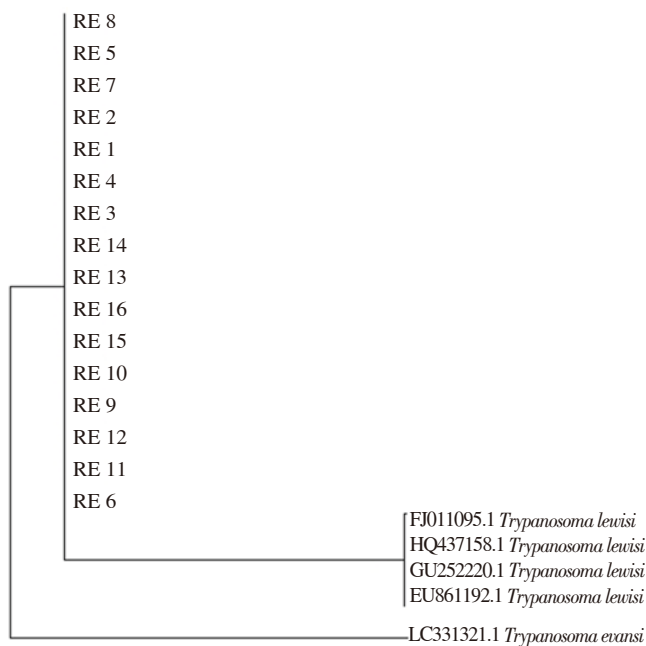 RE 8
RE 5
RE 7
RE 2
RE 1
RE 4
RE 3
RE 14
RE 13
RE 16
RE 15
RE 10
RE 9
RE 12
RE 11
RE 6
FJ011095.1 Trypanosoma lewisi
HQ437158.1 Trypanosoma lewisi
GU252220.1 Trypanosoma lewisi
EU861192.1 Trypanosoma lewisi
LC331321.1 Trypanosoma evansi